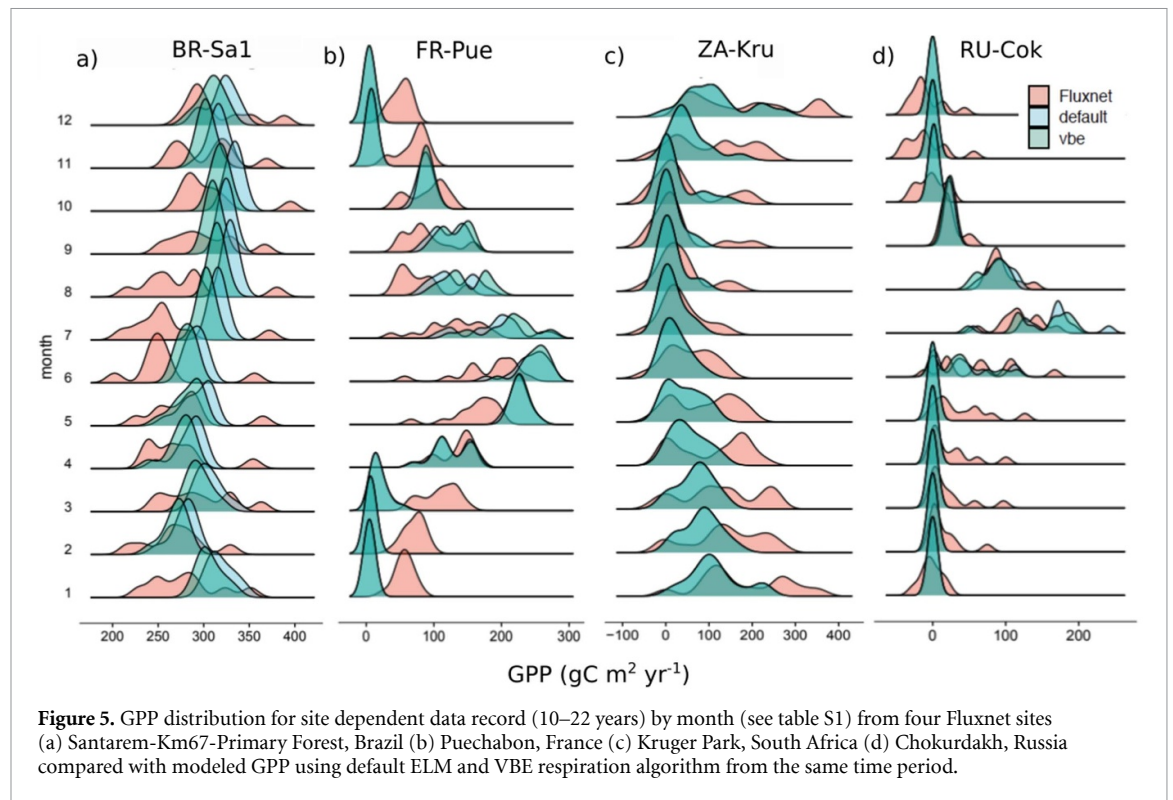 a) BR-Sa1 b) FR-Pue c) ZA-Kru d) RU-Cok
Fluxnet
default
vbe
month
12
11
10
9
8
7
6
5
4
3
2
1
200 250 300 350 400
0 100 200 300
−100 0 100 200 300 400
0 100 200
GPP (gC m² yr⁻¹)
Figure 5. GPP distribution for site dependent data record (10–22 years) by month (see table S1) from four Fluxnet sites
(a) Santarem-Km67-Primary Forest, Brazil (b) Puechabon, France (c) Kruger Park, South Africa (d) Chokurdakh, Russia
compared with modeled GPP using default ELM and VBE respiration algorithm from the same time period.